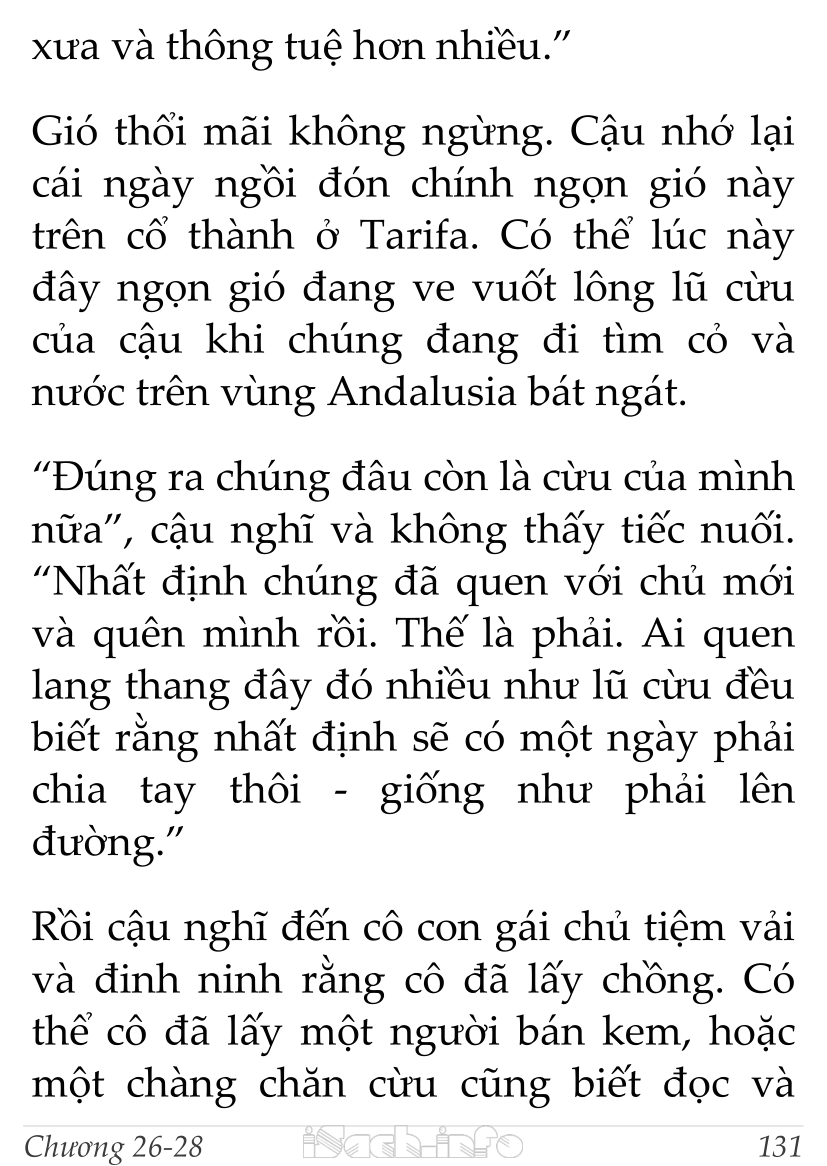 xưa và thông tuệ hơn nhiều.”
Gió thổi mãi không ngừng. Cậu nhớ lại
cái ngày ngồi đón chính ngọn gió này
trên cổ thành ở Tarifa. Có thể lúc này
đây ngọn gió đang ve vuốt lông lũ cừu
của cậu khi chúng đang đi tìm cỏ và
nước trên vùng Andalusia bát ngát.
“Đúng ra chúng đâu còn là cừu của mình
nữa”, cậu nghĩ và không thấy tiếc nuối.
“Nhất định chúng đã quen với chủ mới
và quên mình rồi. Thế là phải. Ai quen
lang thang đây đó nhiều như lũ cừu đều
biết rằng nhất định sẽ có một ngày phải
chia tay thôi - giống như phải lên
đường.”
Rồi cậu nghĩ đến cô con gái chủ tiệm vải
và đinh ninh rằng cô đã lấy chồng. Có
thể cô đã lấy một người bán kem, hoặc
một chàng chăn cừu cũng biết đọc và
Chương 26-28 iSach.info 131